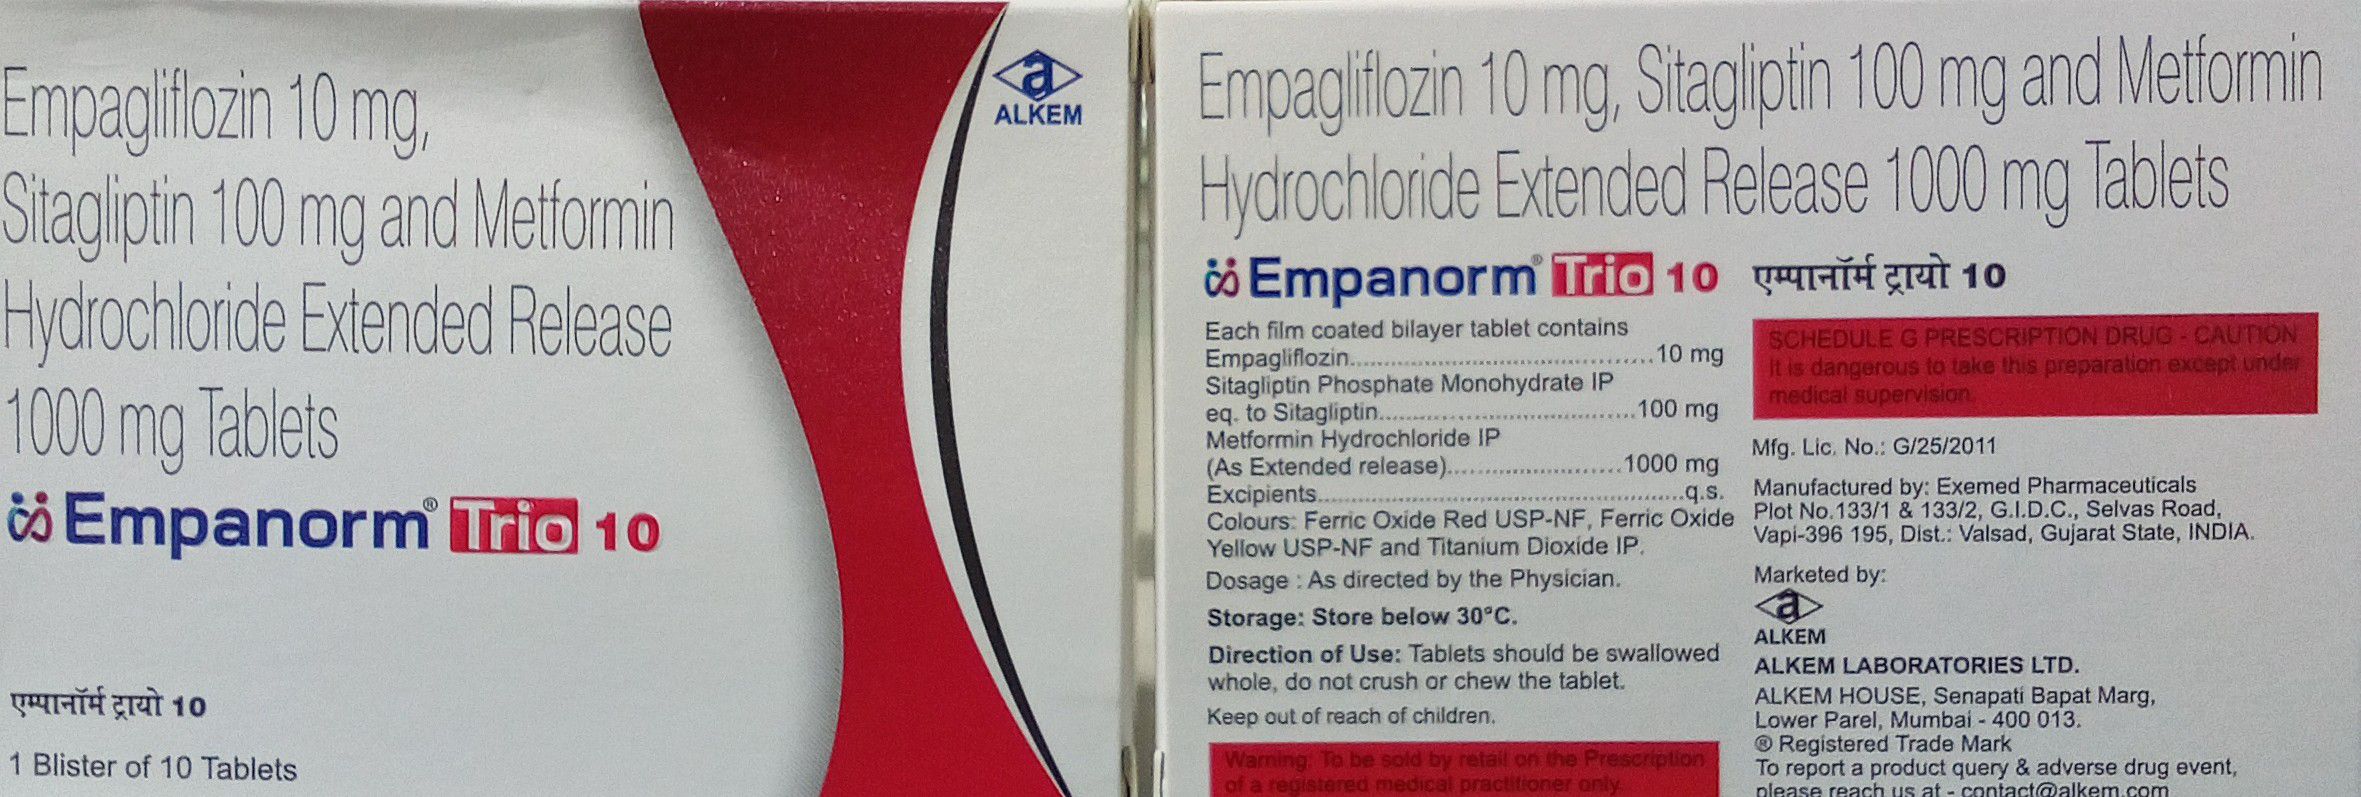 Empagliflozin 10 mg,
Sitagliptin 100 mg and Metformin
Hydrochloride Extended Release
1000 mg Tablets
Empanorm® Trio 10
एम्पानॉर्म ट्रायो 10
1 Blister of 10 Tablets
a
ALKEM
Empagliflozin 10 mg, Sitagliptin 100 mg and Metformin
Hydrochloride Extended Release 1000 mg Tablets
Empanorm® Trio 10 एम्पानॉर्म ट्रायो 10
Each film coated bilayer tablet contains
Empagliflozin..........................................10 mg
Sitagliptin Phosphate Monohydrate IP
eq. to Sitagliptin...................................100 mg
Metformin Hydrochloride IP
(As Extended release)........................1000 mg
Excipients..................................................q.s.
Colours: Ferric Oxide Red USP-NF, Ferric Oxide
Yellow USP-NF and Titanium Dioxide IP.
Dosage : As directed by the Physician.
Storage: Store below 30°C.
Direction of Use: Tablets should be swallowed
whole, do not crush or chew the tablet.
Keep out of reach of children.
Warning: To be sold by retail on the Prescription
of a registered medical practitioner only.
SCHEDULE G PRESCRIPTION DRUG - CAUTION
It is dangerous to take this preparation except under
medical supervision.
Mfg. Lic. No.: G/25/2011
Manufactured by: Exemed Pharmaceuticals
Plot No.133/1 & 133/2, G.I.D.C., Selvas Road,
Vapi-396 195, Dist.: Valsad, Gujarat State, INDIA.
Marketed by:
a
ALKEM
ALKEM LABORATORIES LTD.
ALKEM HOUSE, Senapati Bapat Marg,
Lower Parel, Mumbai - 400 013.
® Registered Trade Mark
To report a product query & adverse drug event,
please reach us at - contact@alkem.com